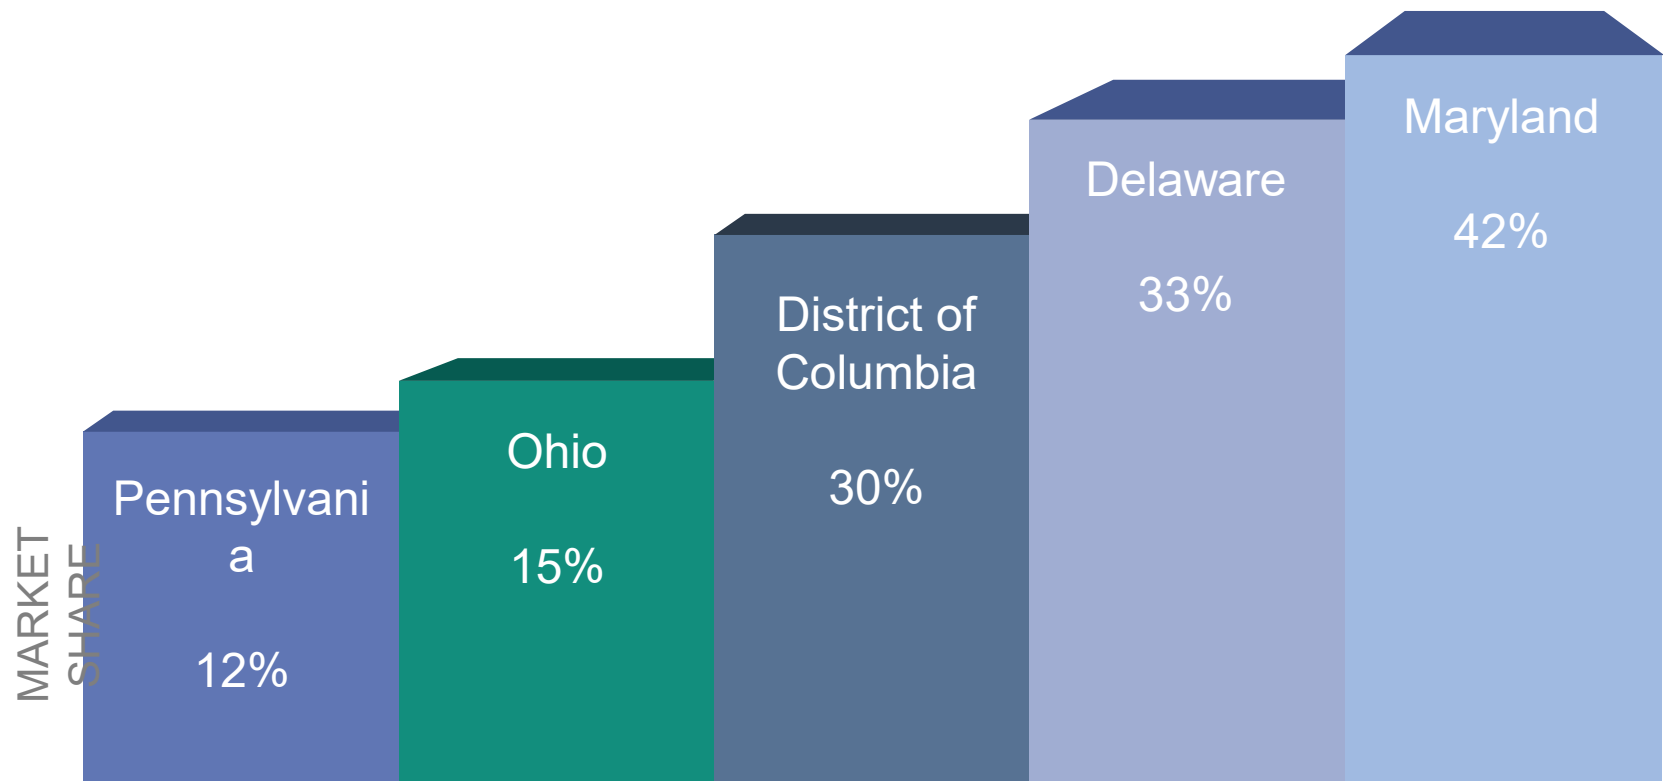 MARKET
SHARE
Pennsylvani
a
12%
Ohio
15%
District of
Columbia
30%
Delaware
33%
Maryland
42%